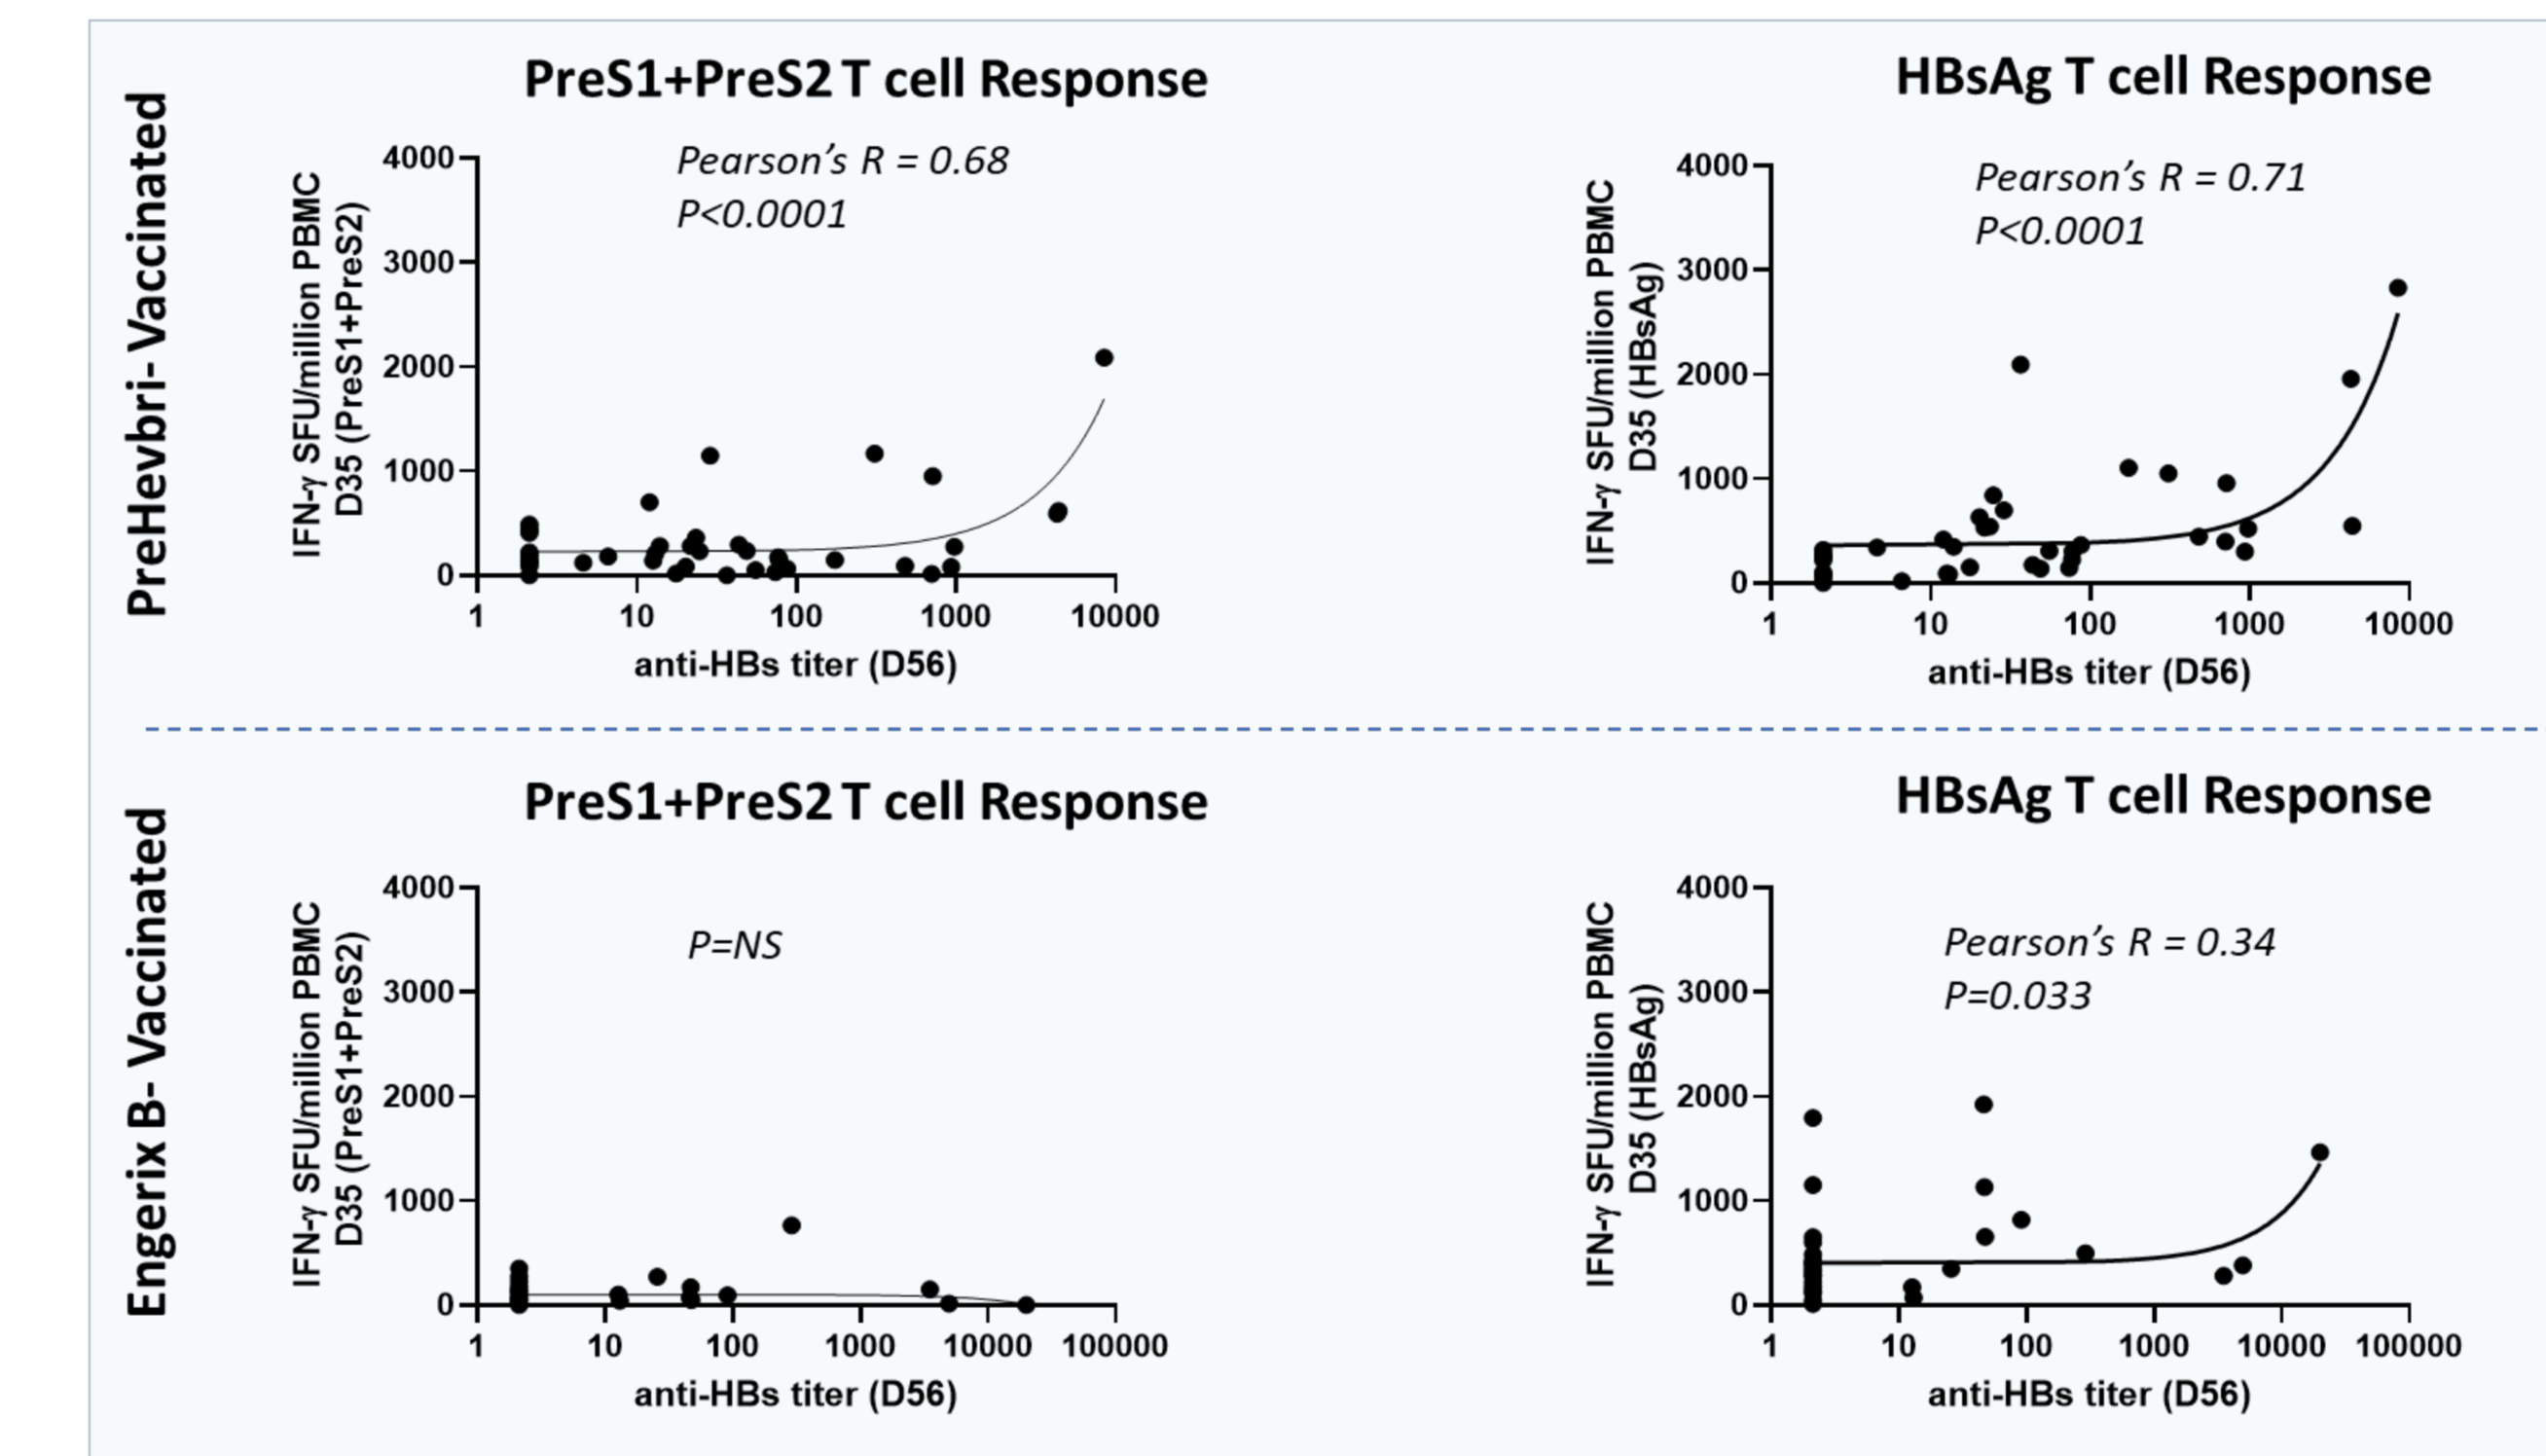 PreHevbri- Vaccinated
PreS1+PreS2 T cell Response
IFN-γ SFU/million PBMC
D35 (PreS1+PreS2)
4000
3000
2000
1000
0
Pearson’s R = 0.68
P<0.0001
1 10 100 1000 10000
anti-HBs titer (D56)
HBsAg T cell Response
IFN-γ SFU/million PBMC
D35 (HBsAg)
4000
3000
2000
1000
0
Pearson’s R = 0.71
P<0.0001
1 10 100 1000 10000
anti-HBs titer (D56)
Engerix B- Vaccinated
PreS1+PreS2 T cell Response
IFN-γ SFU/million PBMC
D35 (PreS1+PreS2)
4000
3000
2000
1000
0
P=NS
1 10 100 1000 10000 100000
anti-HBs titer (D56)
HBsAg T cell Response
IFN-γ SFU/million PBMC
D35 (HBsAg)
4000
3000
2000
1000
0
Pearson’s R = 0.34
P=0.033
1 10 100 1000 10000 100000
anti-HBs titer (D56)